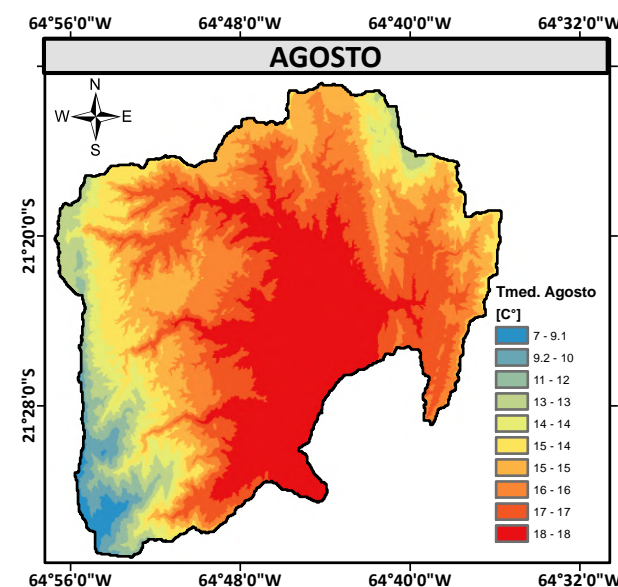 64°56'0"W 64°48'0"W 64°40'0"W 64°32'0"W
AGOSTO
N
W E
S
21°20'0"S
21°28'0"S
Tmed. Agosto
[C°]
7 - 9.1
9.2 - 10
11 - 12
13 - 13
14 - 14
15 - 14
15 - 15
16 - 16
17 - 17
18 - 18
64°56'0"W 64°48'0"W 64°40'0"W 64°32'0"W